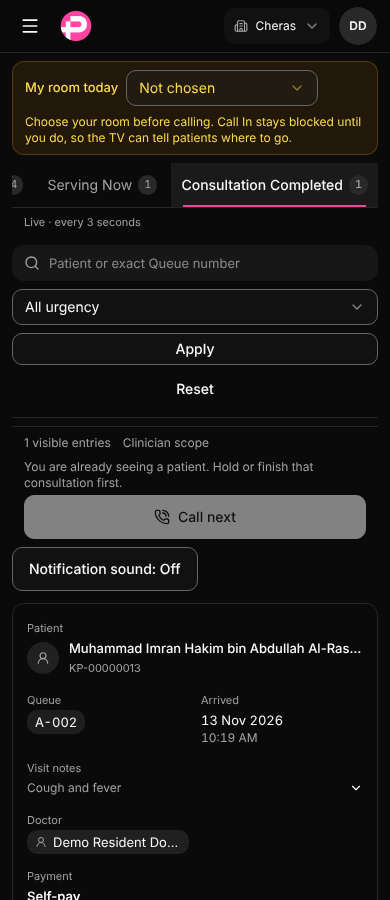 Cheras
DD
My room today
Not chosen
Choose your room before calling. Call In stays blocked until
you do, so the TV can tell patients where to go.
4
Serving Now 1
Consultation Completed 1
Live · every 3 seconds
Patient or exact Queue number
All urgency
Apply
Reset
1 visible entries Clinician scope
You are already seeing a patient. Hold or finish that
consultation first.
Call next
Notification sound: Off
Patient
Muhammad Imran Hakim bin Abdullah Al-Ras...
KP-00000013
Queue
A-002
Arrived
13 Nov 2026
10:19 AM
Visit notes
Cough and fever
Doctor
Demo Resident Do...
Payment
Self-pay